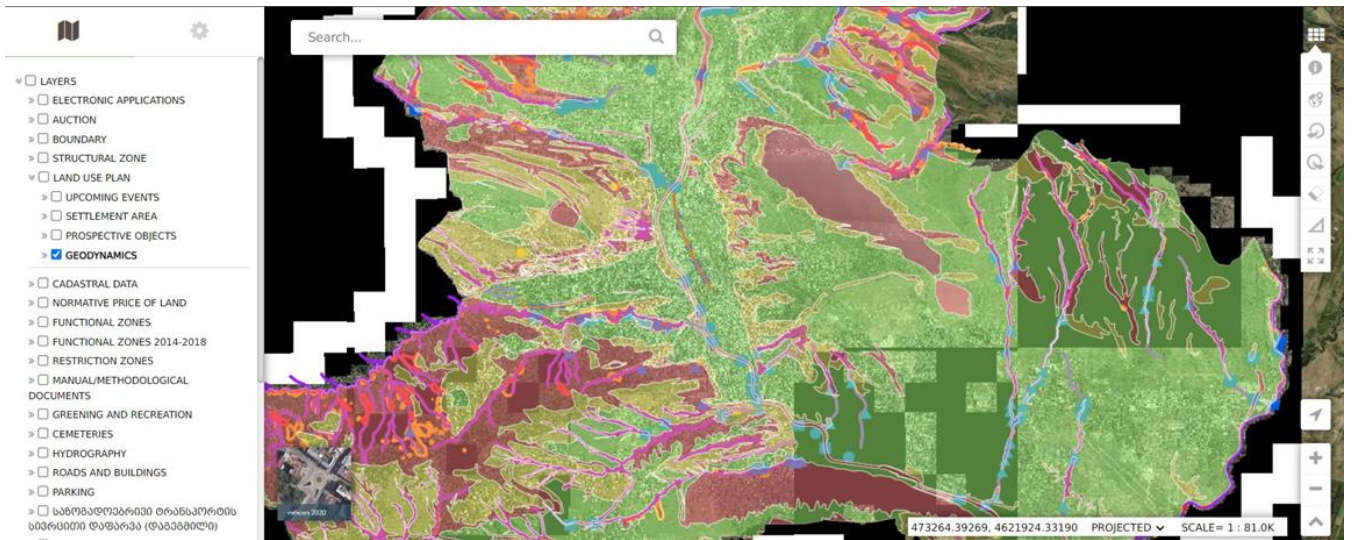 Search...
LAYERS
ELECTRONIC APPLICATIONS
AUCTION
BOUNDARY
STRUCTURAL ZONE
LAND USE PLAN
UPCOMING EVENTS
SETTLEMENT AREA
PROSPECTIVE OBJECTS
GEODYNAMICS
CADASTRAL DATA
NORMATIVE PRICE OF LAND
FUNCTIONAL ZONES
FUNCTIONAL ZONES 2014-2018
RESTRICTION ZONES
MANUAL/METHODOLOGICAL
DOCUMENTS
GREENING AND RECREATION
CEMETERIES
HYDROGRAPHY
ROADS AND BUILDINGS
PARKING
ᲡᲐᲖᲝᲒᲐᲓᲝᲔᲑᲠᲘᲕᲘ ᲢᲠᲐᲜᲡᲞᲝᲠᲢᲘᲡ
ᲡᲘᲕᲠᲪᲘᲗᲘ ᲓᲐᲤᲐᲠᲕᲐ (ᲓᲐᲒᲔᲒᲛᲘᲚᲘ)
2020
473264.39269, 4621924.33190 PROJECTED SCALE= 1 : 81.0K